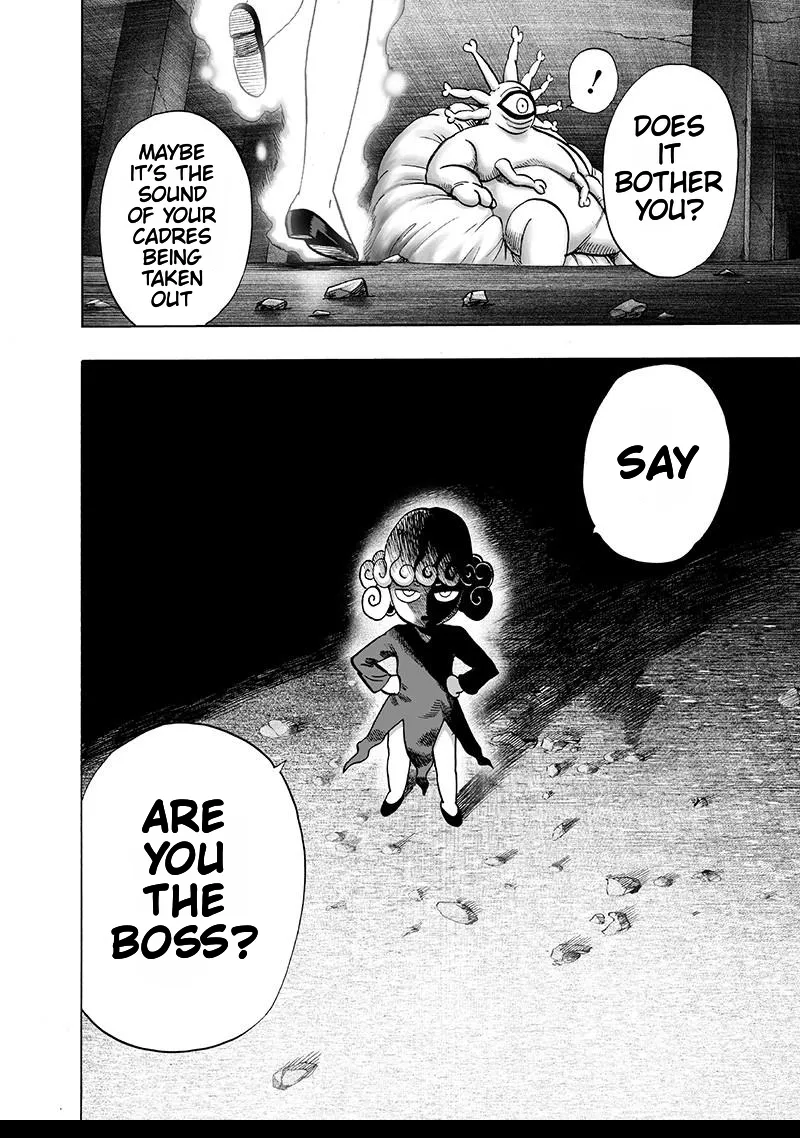 !
DOES
IT
BOTHER
YOU?
MAYBE
IT'S THE
SOUND
OF YOUR
CADRES
BEING
TAKEN
OUT
SAY
ARE
YOU
THE
BOSS?